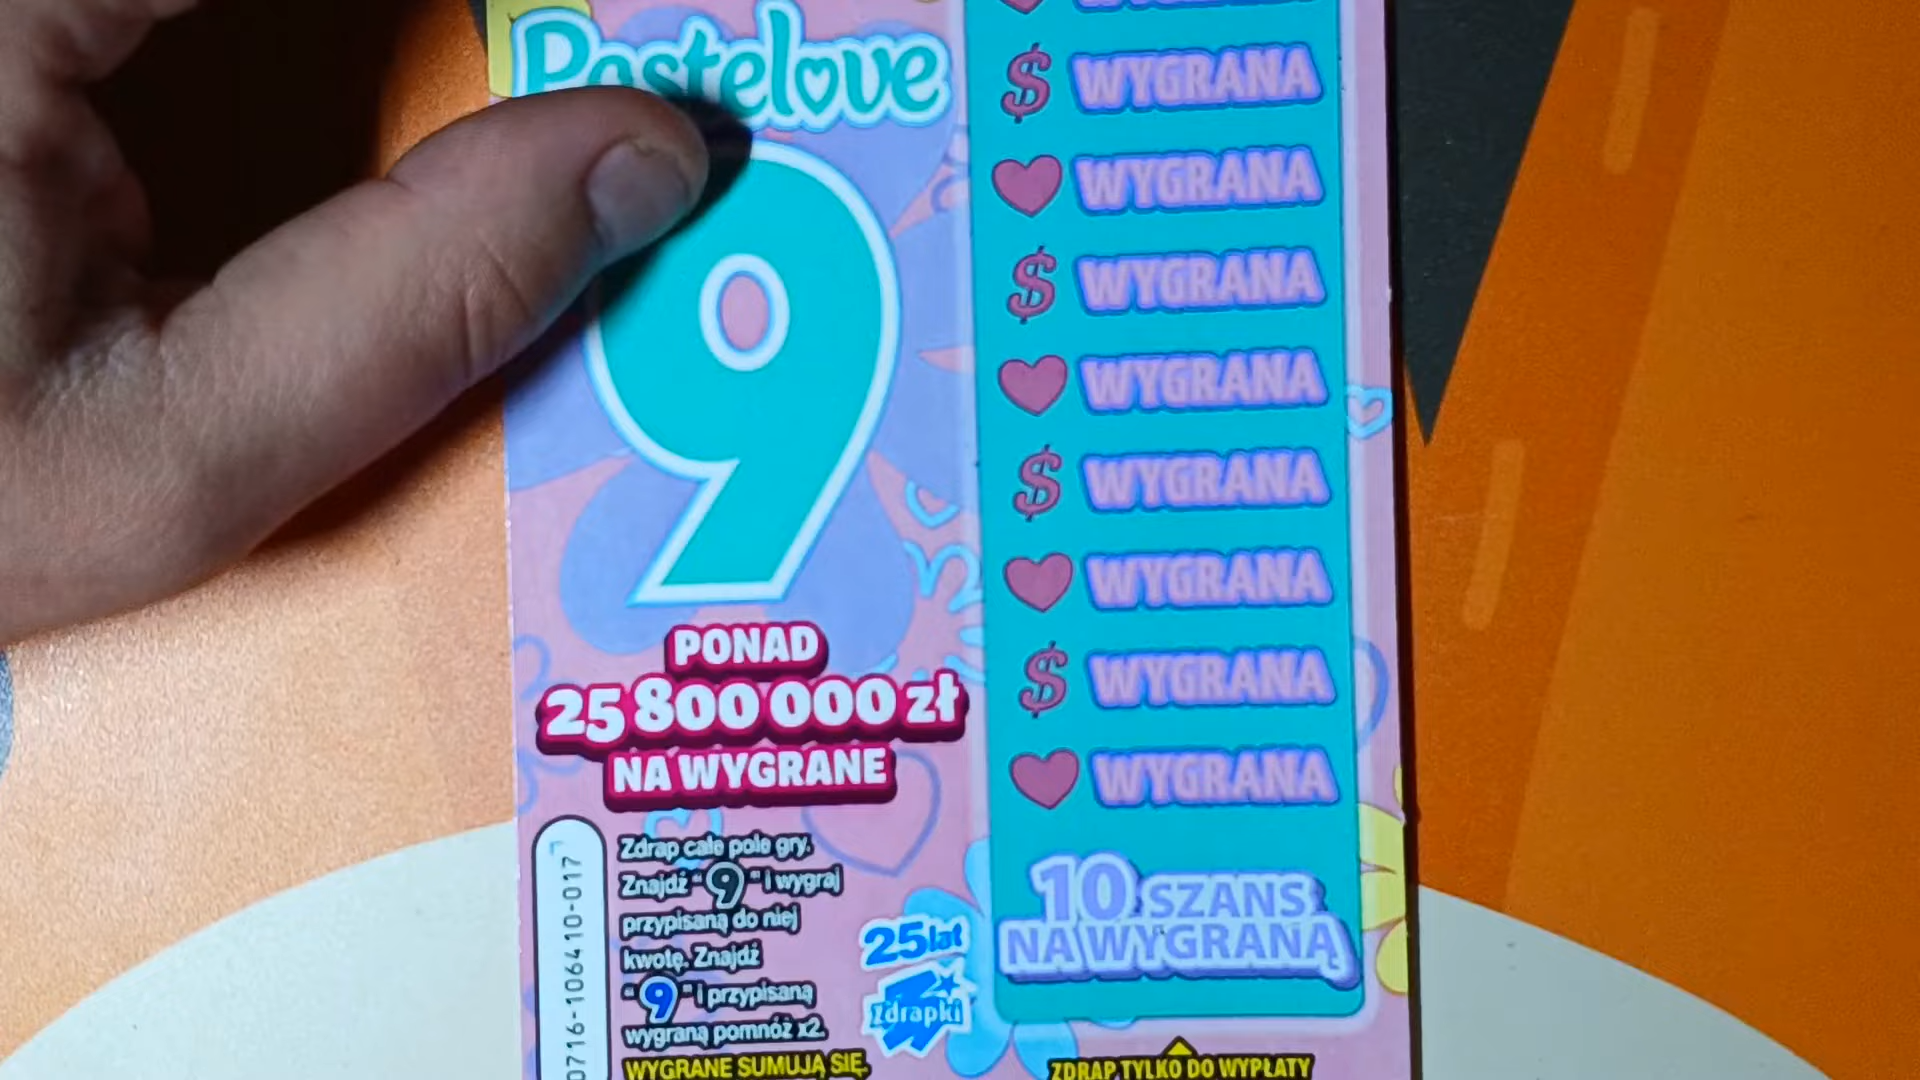 Pastelove
9
PONAD
25 800 000 zł
NA WYGRANE
Zdrap całe pole gry.
Znajdź "9" i wygraj
przypisaną do niej
kwotę. Znajdź
"9" i przypisaną
wygraną pomnóż x2.
WYGRANE SUMUJĄ SIĘ.
0716-106410-017
25 lat
Zdrapki
$ WYGRANA
WYGRANA
$ WYGRANA
WYGRANA
$ WYGRANA
WYGRANA
$ WYGRANA
WYGRANA
10 SZANS
NA WYGRANĄ
ZDRAP TYLKO DO WYPŁATY